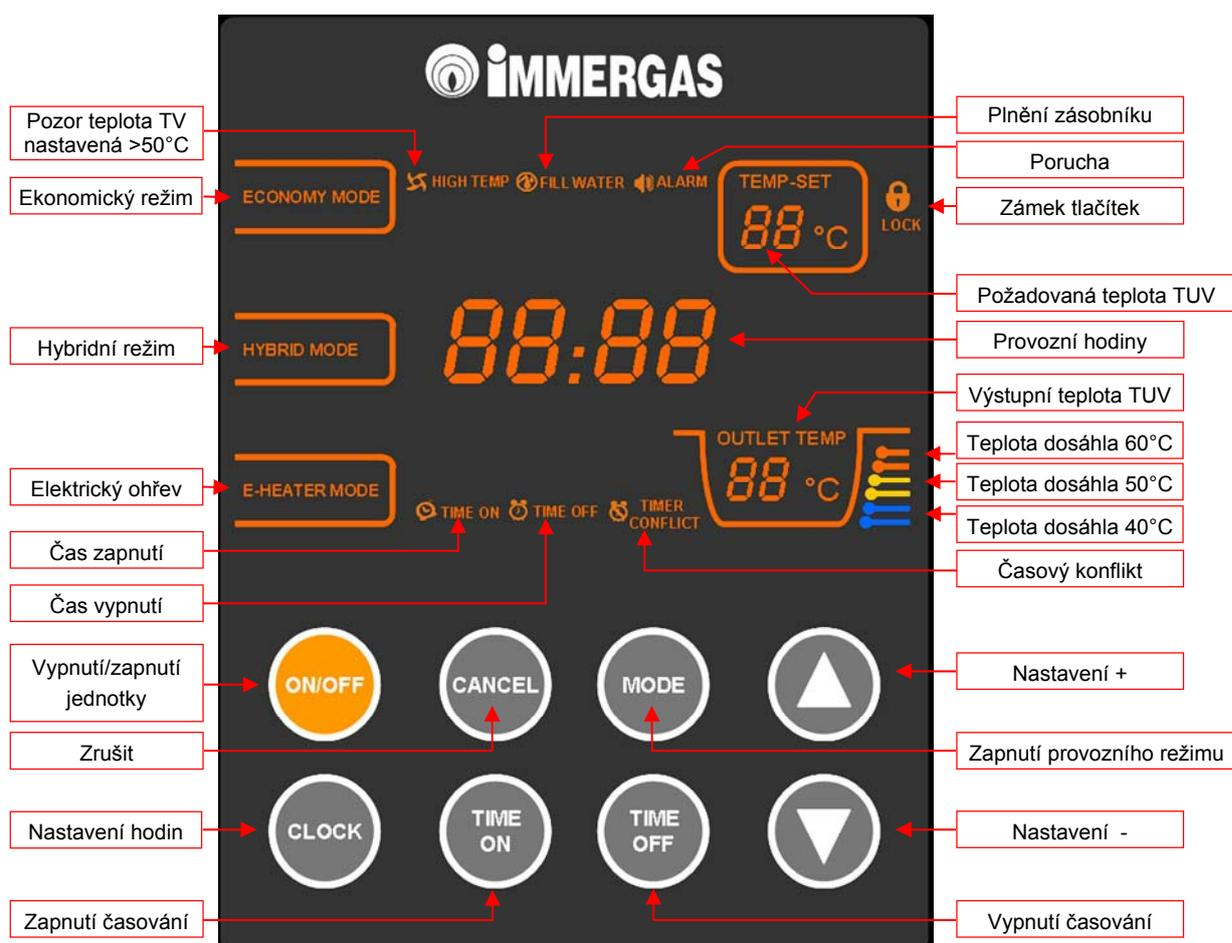 iMMERGAS
Pozor teplota TV
nastavená >50°C
Ekonomický režim
Hybridní režim
Elektrický ohřev
Čas zapnutí
Čas vypnutí
Vypnutí/zapnutí
jednotky
Zrušit
Nastavení hodin
Zapnutí časování
HIGH TEMP
FILL WATER
ALARM
ECONOMY MODE
TEMP-SET
88 °C
LOCK
HYBRID MODE
88:88
OUTLET TEMP
88 °C
E-HEATER MODE
TIME ON
TIME OFF
TIMER
CONFLICT
ON/OFF
CANCEL
MODE
CLOCK
TIME
ON
TIME
OFF
Plnění zásobníku
Porucha
Zámek tlačítek
Požadovaná teplota TUV
Provozní hodiny
Výstupní teplota TUV
Teplota dosáhla 60°C
Teplota dosáhla 50°C
Teplota dosáhla 40°C
Časový konflikt
Nastavení +
Zapnutí provozního režimu
Nastavení -
Vypnutí časování